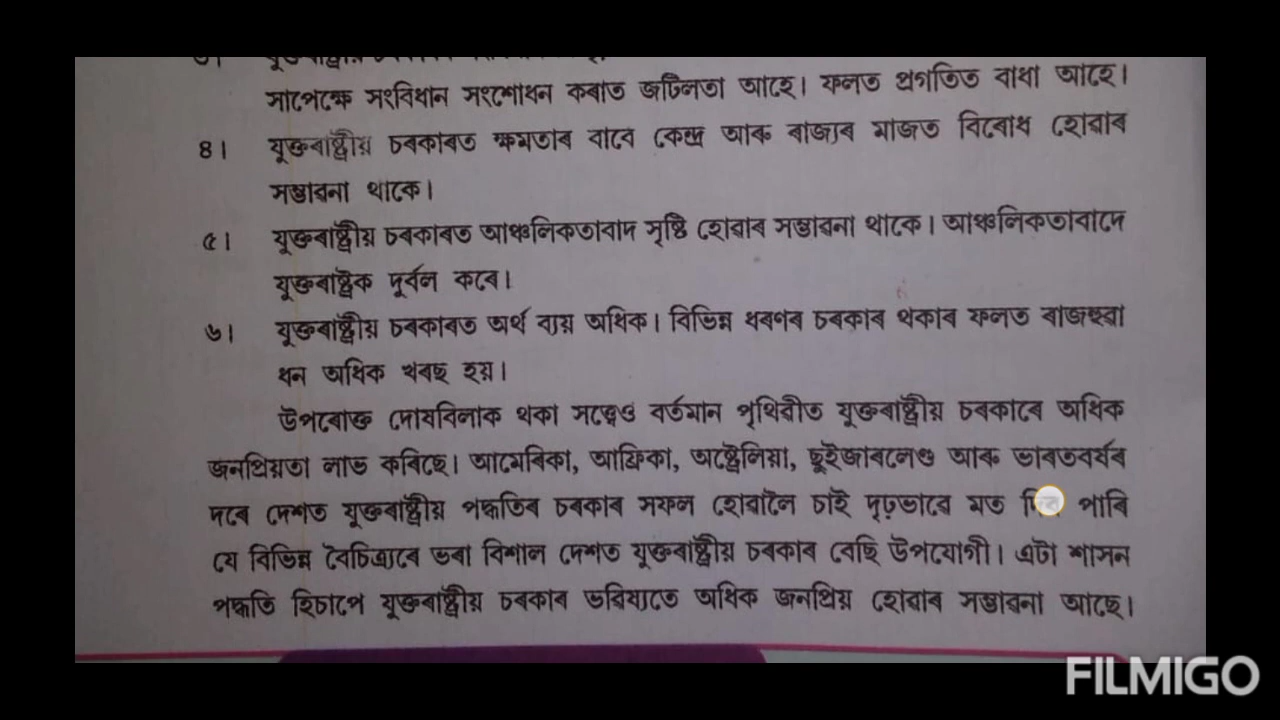 সাপেক্ষে সংবিধান সংশোধন কৰাত জটিলতা আছে। ফলত প্ৰগতিত বাধা আহে।
৪। যুক্তৰাষ্ট্ৰীয় চৰকাৰত ক্ষমতাৰ বাবে কেন্দ্ৰ আৰু ৰাজ্যৰ মাজত বিৰোধ হোৱাৰ
সম্ভাৱনা থাকে।
৫। যুক্তৰাষ্ট্ৰীয় চৰকাৰত আঞ্চলিকতাবাদ সৃষ্টি হোৱাৰ সম্ভাৱনা থাকে। আঞ্চলিকতাবাদে
যুক্তৰাষ্ট্ৰক দুৰ্বল কৰে।
৬। যুক্তৰাষ্ট্ৰীয় চৰকাৰত অৰ্থ ব্যয় অধিক। বিভিন্ন ধৰণৰ চৰকাৰ থকাৰ ফলত ৰাজহুৱা
ধন অধিক খৰছ হয়।
উপৰোক্ত দোষবিলাক থকা সত্ত্বেও বৰ্তমান পৃথিৱীত যুক্তৰাষ্ট্ৰীয় চৰকাৰে অধিক
জনপ্ৰিয়তা লাভ কৰিছে। আমেৰিকা, আফ্ৰিকা, অষ্ট্ৰেলিয়া, ছুইজাৰলেণ্ড আৰু ভাৰতবৰ্ষৰ
দৰে দেশত যুক্তৰাষ্ট্ৰীয় পদ্ধতিৰ চৰকাৰ সফল হোৱালৈ চাই দৃঢ়ভাৱে মত পাৰি
যে বিভিন্ন বৈচিত্ৰ্যৰে ভৰা বিশাল দেশত যুক্তৰাষ্ট্ৰীয় চৰকাৰ বেছি উপযোগী। এটা শাসন
পদ্ধতি হিচাপে যুক্তৰাষ্ট্ৰীয় চৰকাৰ ভৱিষ্যতে অধিক জনপ্ৰিয় হোৱাৰ সম্ভাৱনা আছে।
FILMIGO